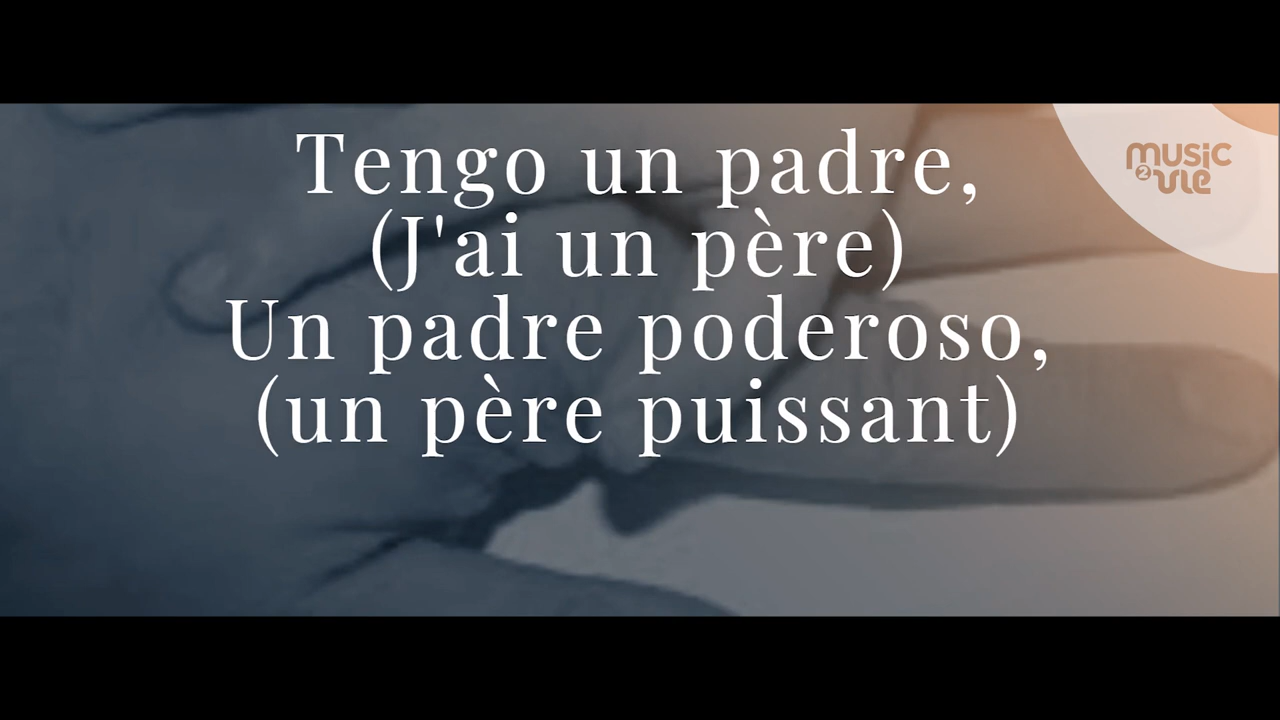 Tengo un padre,
(J'ai un père)
Un padre poderoso,
(un père puissant)
music
2 vie